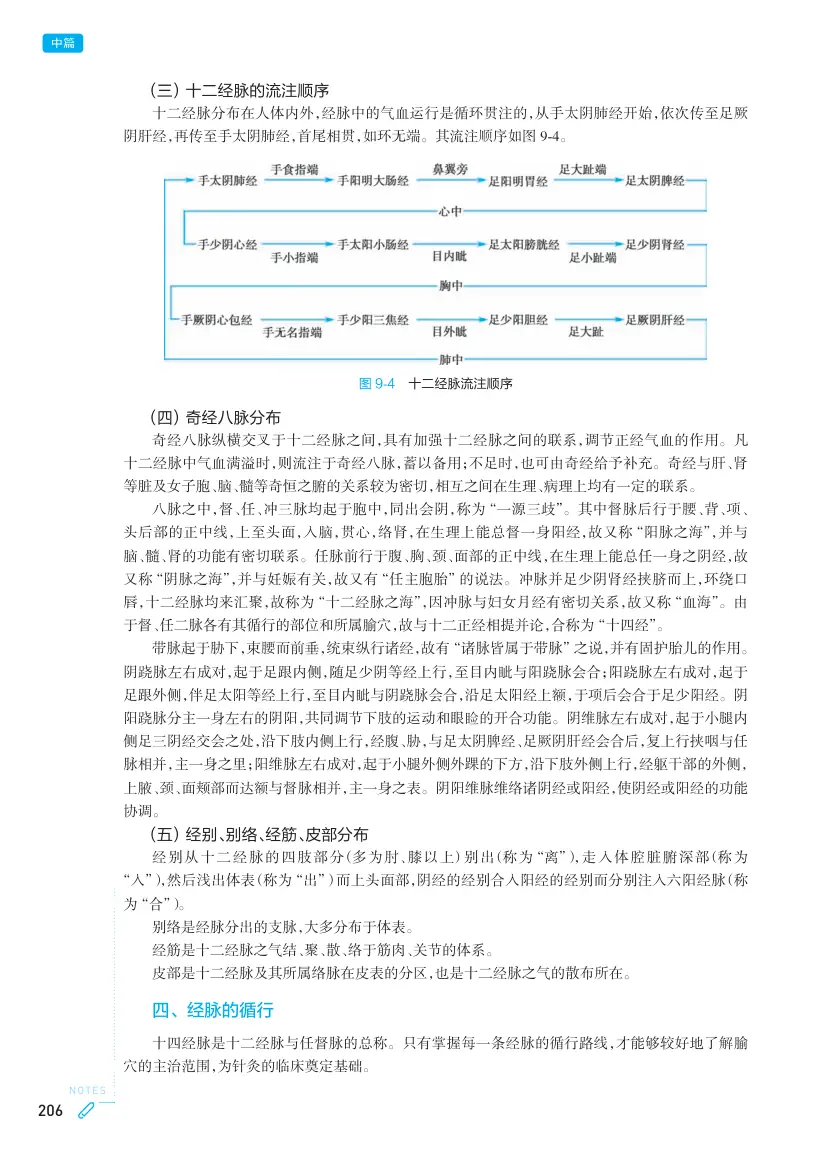 中篇
（三）十二经脉的流注顺序
十二经脉分布在人体内外，经脉中的气血运行是循环贯注的，从手太阴肺经开始，依次传至足厥
阴肝经，再传至手太阴肺经，首尾相贯，如环无端。其流注顺序如图 9-4。
手太阴肺经 手食指端 手阳明大肠经 鼻翼旁 足阳明胃经 足大趾端 足太阴脾经
心中
手少阴心经 手小指端 手太阳小肠经 目内眦 足太阳膀胱经 足小趾端 足少阴肾经
胸中
手厥阴心包经 手无名指端 手少阳三焦经 目外眦 足少阳胆经 足大趾 足厥阴肝经
肺中
图 9-4 十二经脉流注顺序
（四）奇经八脉分布
奇经八脉纵横交叉于十二经脉之间，具有加强十二经脉之间的联系，调节正经气血的作用。凡
十二经脉中气血满溢时，则流注于奇经八脉，蓄以备用；不足时，也可由奇经给予补充。奇经与肝、肾
等脏及女子胞、脑、髓等奇恒之腑的关系较为密切，相互之间在生理、病理上均有一定的联系。
八脉之中，督、任、冲三脉均起于胞中，同出会阴，称为“一源三歧”。其中督脉后行于腰、背、项、
头后部的正中线，上至头面，入脑，贯心，络肾，在生理上能总督一身阳经，故又称“阳脉之海”，并与
脑、髓、肾的功能有密切联系。任脉前行于腹、胸、颈、面部的正中线，在生理上能总任一身之阴经，故
又称“阴脉之海”，并与妊娠有关，故又有“任主胞胎”的说法。冲脉并足少阴肾经挟脐而上，环绕口
唇，十二经脉均来汇聚，故称为“十二经脉之海”，因冲脉与妇女月经有密切关系，故又称“血海”。由
于督、任二脉各有其循行的部位和所属腧穴，故与十二正经相提并论，合称为“十四经”。
带脉起于胁下，束腰而前垂，统束纵行诸经，故有“诸脉皆属于带脉”之说，并有固护胎儿的作用。
阴跷脉左右成对，起于足跟内侧，随足少阴等经上行，至目内眦与阳跷脉会合；阳跷脉左右成对，起于
足跟外侧，伴足太阳等经上行，至目内眦与阴跷脉会合，沿足太阳经上额，于项后会合于足少阳经。阴
阳跷脉分主一身左右的阴阳，共同调节下肢的运动和眼睑的开合功能。阴维脉左右成对，起于小腿内
侧足三阴经交会之处，沿下肢内侧上行，经腹、胁，与足太阴脾经、足厥阴肝经会合后，复上行挟咽与任
脉相并，主一身之里；阳维脉左右成对，起于小腿外侧外踝的下方，沿下肢外侧上行，经躯干部的外侧，
上腋、颈、面颊部而达额与督脉相并，主一身之表。阴阳维脉维络诸阴经或阳经，使阴经或阳经的功能
协调。
（五）经别、别络、经筋、皮部分布
经别从十二经脉的四肢部分（多为肘、膝以上）别出（称为“离”），走入体腔脏腑深部（称为
“入”），然后浅出体表（称为“出”）而上头面部，阴经的经别合入阳经的经别而分别注入六阳经脉（称
为“合”）。
别络是经脉分出的支脉，大多分布于体表。
经筋是十二经脉之气结、聚、散、络于筋肉、关节的体系。
皮部是十二经脉及其所属络脉在皮表的分区，也是十二经脉之气的散布所在。
四、经脉的循行
十四经脉是十二经脉与任督脉的总称。只有掌握每一条经脉的循行路线，才能够较好地了解腧
穴的主治范围，为针灸的临床奠定基础。
NOTES
206